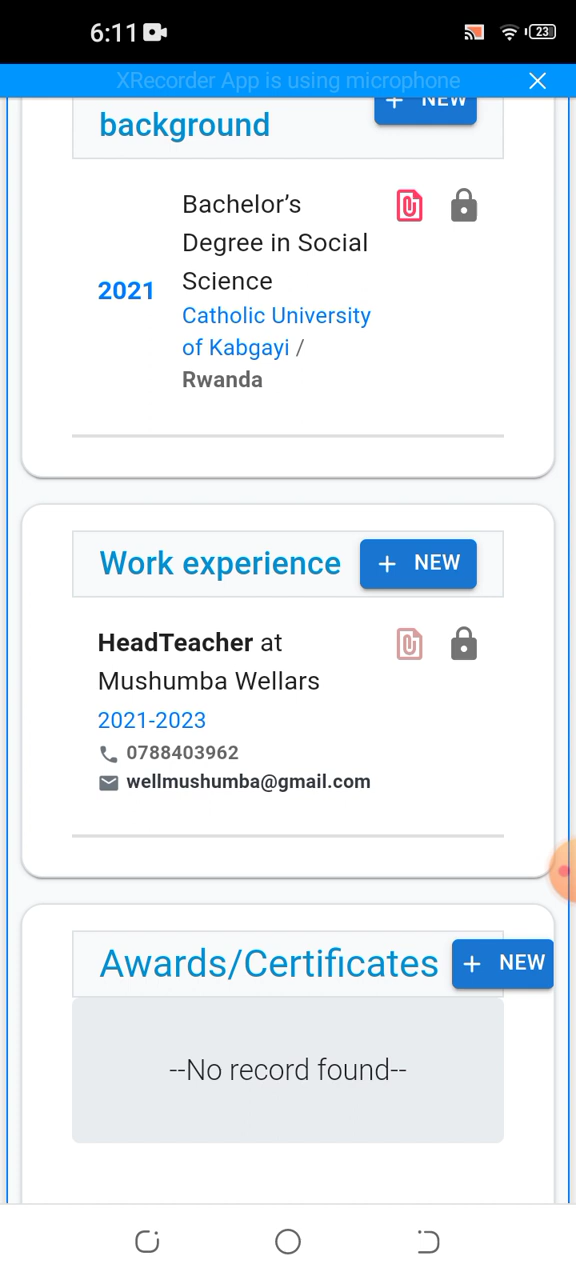 6:11
23
XRecorder App is using microphone
+ NEW
background
Bachelor’s
Degree in Social
Science
2021
Catholic University
of Kabgayi /
Rwanda
Work experience
+ NEW
HeadTeacher at
Mushumba Wellars
2021-2023
0788403962
wellmushumba@gmail.com
Awards/Certificates
+ NEW
--No record found--